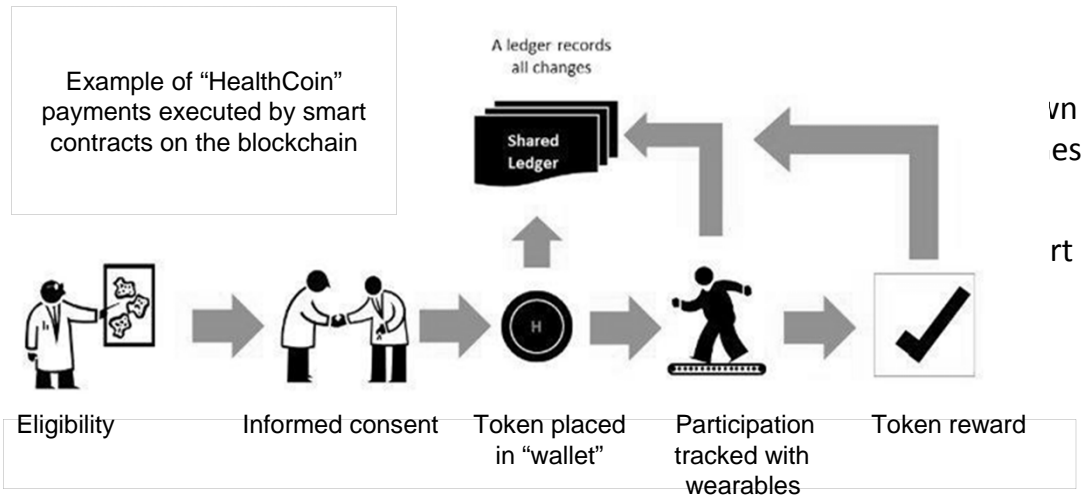 Example of “HealthCoin”
payments executed by smart
contracts on the blockchain
A ledger records
all changes
Shared
Ledger
H
Eligibility
Informed consent
Token placed
in “wallet”
Participation
tracked with
wearables
Token reward